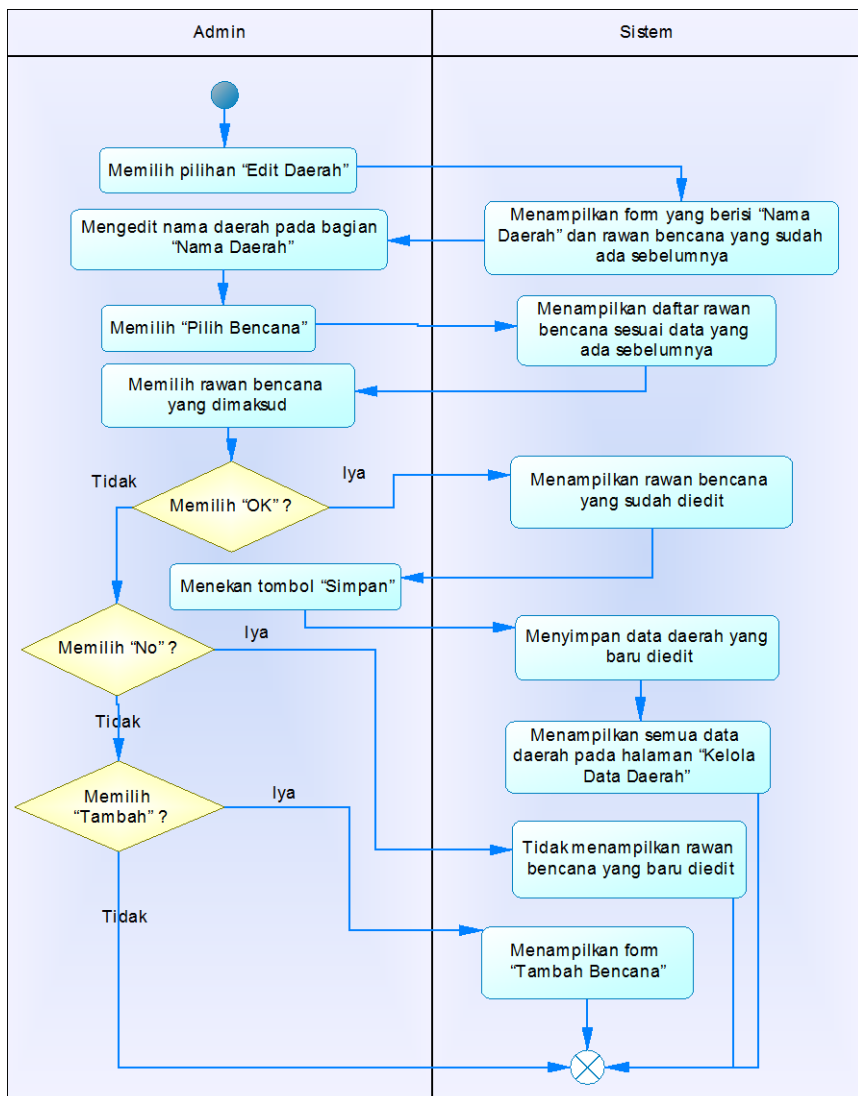 Admin
Sistem
Memilih pilihan “Edit Daerah”
Menampilkan form yang berisi “Nama
Daerah” dan rawan bencana yang sudah
ada sebelumnya
Mengedit nama daerah pada bagian
“Nama Daerah”
Memilih “Pilih Bencana”
Menampilkan daftar rawan
bencana sesuai data yang
ada sebelumnya
Memilih rawan bencana
yang dimaksud
Tidak
Memilih “OK” ?
Iya
Menampilkan rawan bencana
yang sudah diedit
Menekan tombol “Simpan”
Memilih “No” ?
Iya
Menyimpan data daerah yang
baru diedit
Tidak
Menampilkan semua data
daerah pada halaman “Kelola
Data Daerah”
Memilih
“Tambah” ?
Iya
Tidak menampilkan rawan
bencana yang baru diedit
Tidak
Menampilkan form
“Tambah Bencana”